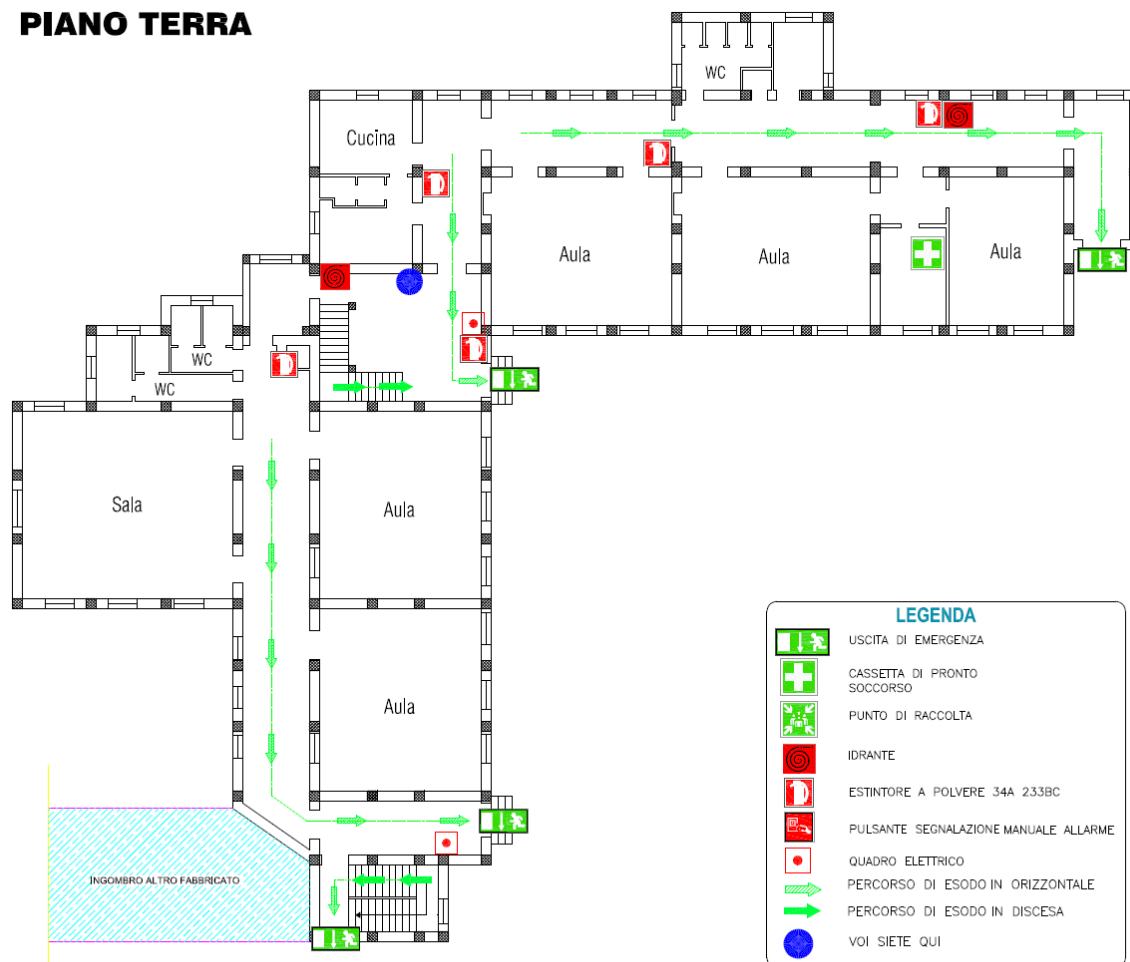 PIANO TERRA
WC
Cucina
Aula
Aula
Aula
WC
WC
Sala
Aula
Aula
INGOMBRO ALTRO FABBRICATO
LEGENDA
USCITA DI EMERGENZA
CASSETTA DI PRONTO
SOCCORSO
PUNTO DI RACCOLTA
IDRANTE
ESTINTORE A POLVERE 34A 233BC
PULSANTE SEGNALAZIONE MANUALE ALLARME
QUADRO ELETTRICO
PERCORSO DI ESODO IN ORIZZONTALE
PERCORSO DI ESODO IN DISCESA
VOI SIETE QUI